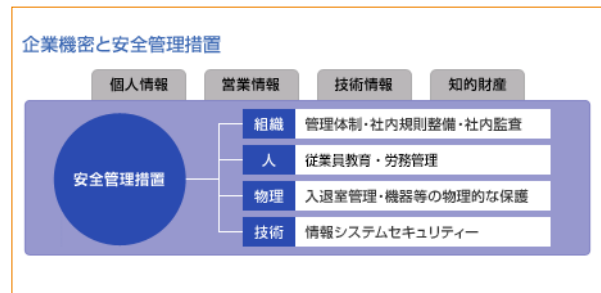 企業機密と安全管理措置
個人情報 営業情報 技術情報 知的財産
安全管理措置
組織 管理体制・社内規則整備・社内監査
人 従業員教育・労務管理
物理 入退室管理・機器等の物理的な保護
技術 情報システムセキュリティー